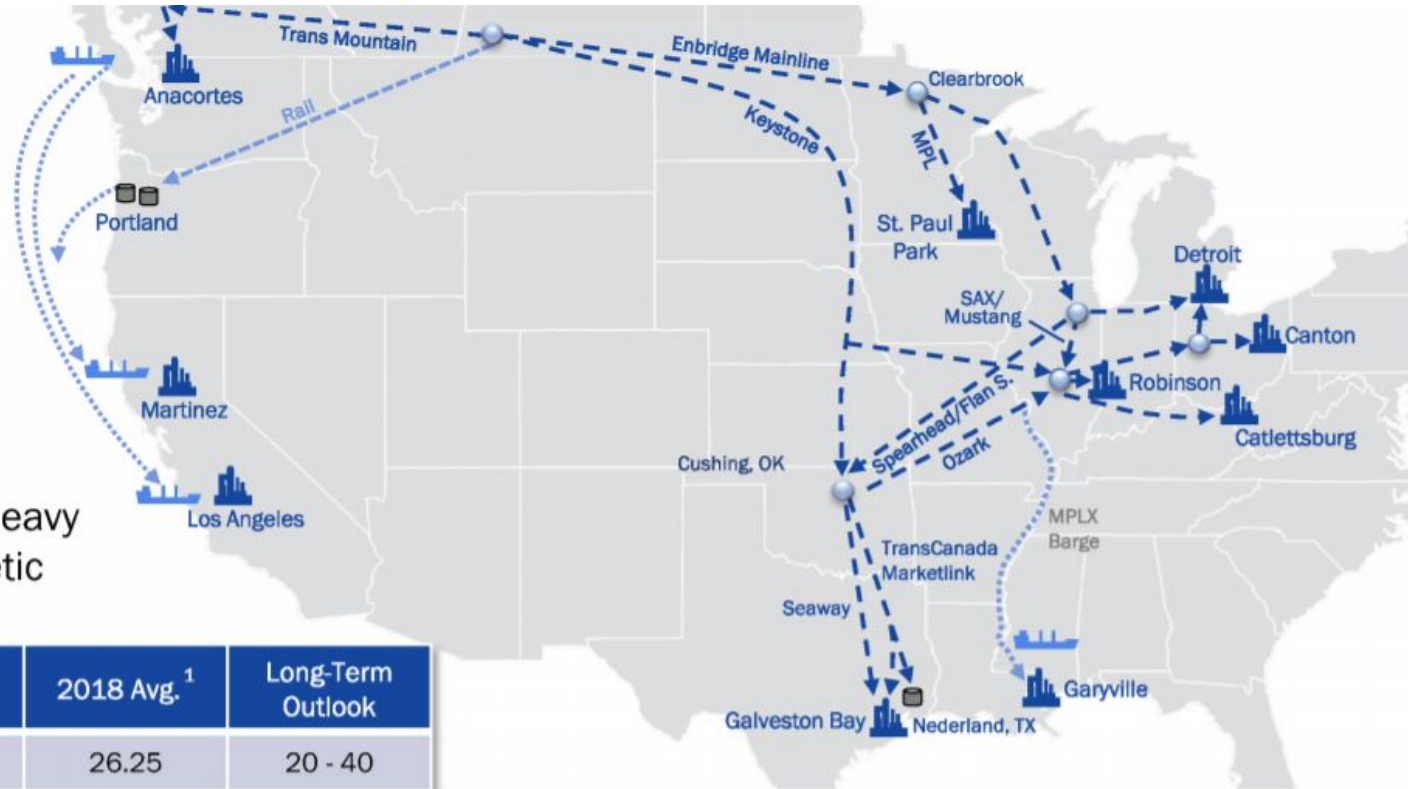 Trans Mountain
Enbridge Mainline
Clearbrook
Anacortes
Rail
Keystone
MPL
Portland
St. Paul
Park
Detroit
SAX/
Mustang
Canton
Robinson
Martinez
Spearhead/Flan S.
Catlettsburg
Ozark
Cushing, OK
Los Angeles
eavy
etic
MPLX
Barge
TransCanada
Marketlink
Seaway
2018 Avg. 1
Long-Term
Outlook
Garyville
Galveston Bay
Nederland, TX
26.25
20 - 40